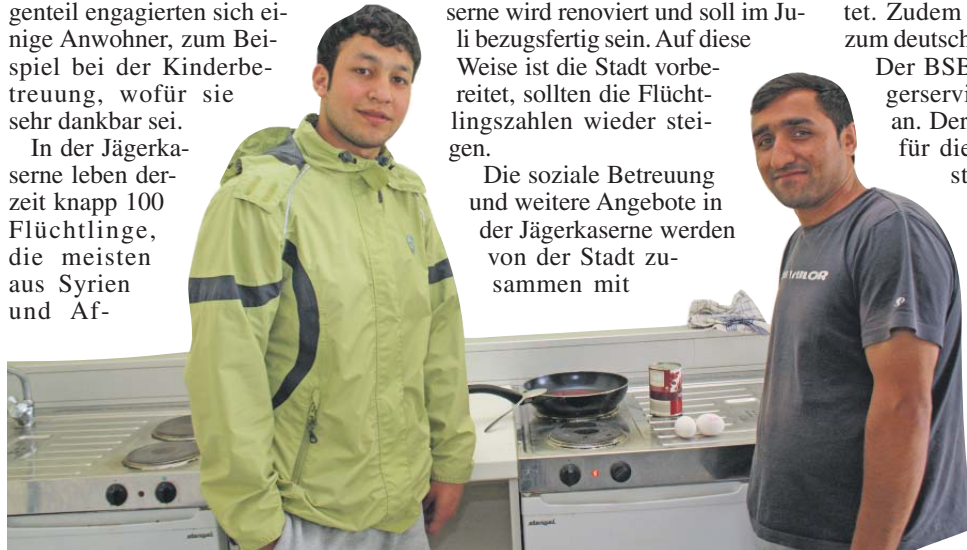 genteil engagierten sich ei-
nige Anwohner, zum Bei-
spiel bei der Kinderbe-
treuung, wofür sie
sehr dankbar sei.
In der Jägerka-
serne leben der-
zeit knapp 100
Flüchtlinge,
die meisten
aus Syrien
und Af-
serne wird renoviert und soll im Ju-
li bezugsfertig sein. Auf diese
Weise ist die Stadt vorbe-
reitet, sollten die Flücht-
lingszahlen wieder stei-
gen.
Die soziale Betreuung
und weitere Angebote in
der Jägerkaserne werden
von der Stadt zu-
sammen mit
tet. Zudem
zum deutsch
Der BSB
gerservi
an. Der
für die
st
stengel
stengel